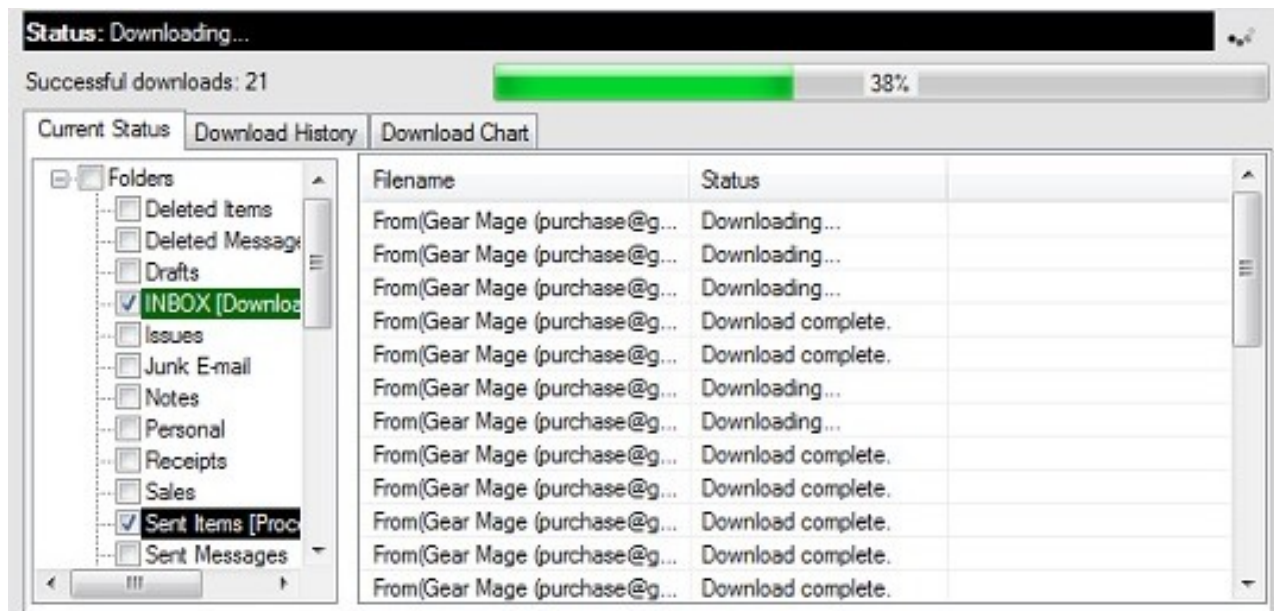 Status: Downloading...
Successful downloads: 21
38%
Current Status Download History Download Chart
Folders
Deleted Items
Deleted Message
Drafts
INBOX [Downloa
Issues
Junk E-mail
Notes
Personal
Receipts
Sales
Sent Items [Proc
Sent Messages
Filename Status
From(Gear Mage (purchase@g... Downloading...
From(Gear Mage (purchase@g... Downloading...
From(Gear Mage (purchase@g... Downloading...
From(Gear Mage (purchase@g... Download complete.
From(Gear Mage (purchase@g... Download complete.
From(Gear Mage (purchase@g... Downloading...
From(Gear Mage (purchase@g... Downloading...
From(Gear Mage (purchase@g... Download complete.
From(Gear Mage (purchase@g... Download complete.
From(Gear Mage (purchase@g... Download complete.
From(Gear Mage (purchase@g... Download complete.
From(Gear Mage (purchase@g... Download complete.